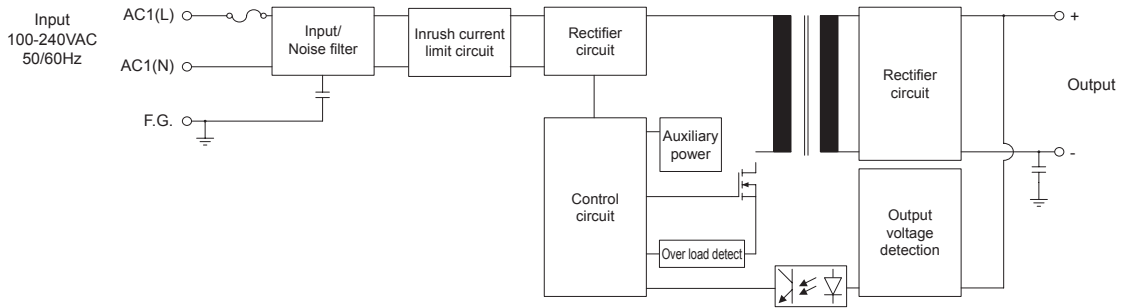 Input
100-240VAC
50/60Hz
AC1(L)
AC1(N)
F.G.
Input/
Noise filter
Inrush current
limit circuit
Rectifier
circuit
Control
circuit
Auxiliary
power
Over load detect
Rectifier
circuit
Output
voltage
detection
+
Output
-